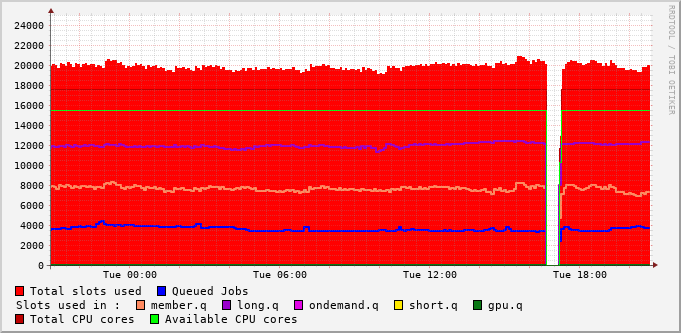 RRDTOOL / TOBI OETIKER
24000
22000
20000
18000
16000
14000
12000
10000
8000
6000
4000
2000
0
Tue 00:00 Tue 06:00 Tue 12:00 Tue 18:00
Total slots used Queued Jobs
Slots used in : member.q long.q ondemand.q short.q gpu.q
Total CPU cores Available CPU cores